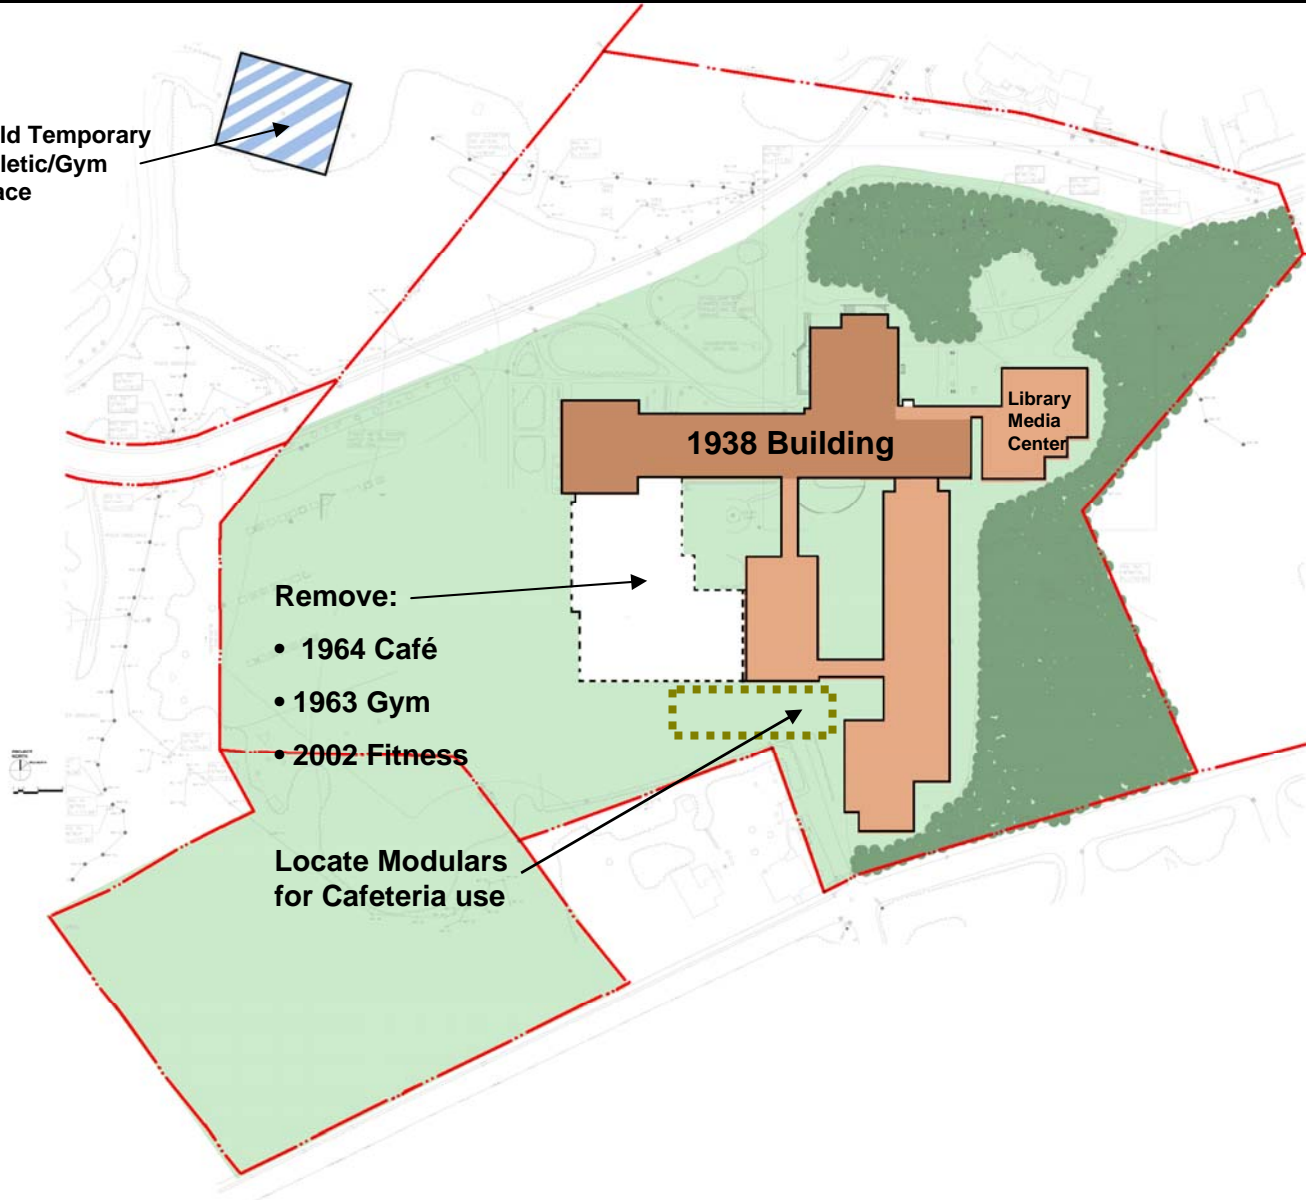 ld Temporary
letic/Gym
ace
1938 Building
Library
Media
Center
Remove:
• 1964 Café
• 1963 Gym
• 2002 Fitness
Locate Modulars
for Cafeteria use